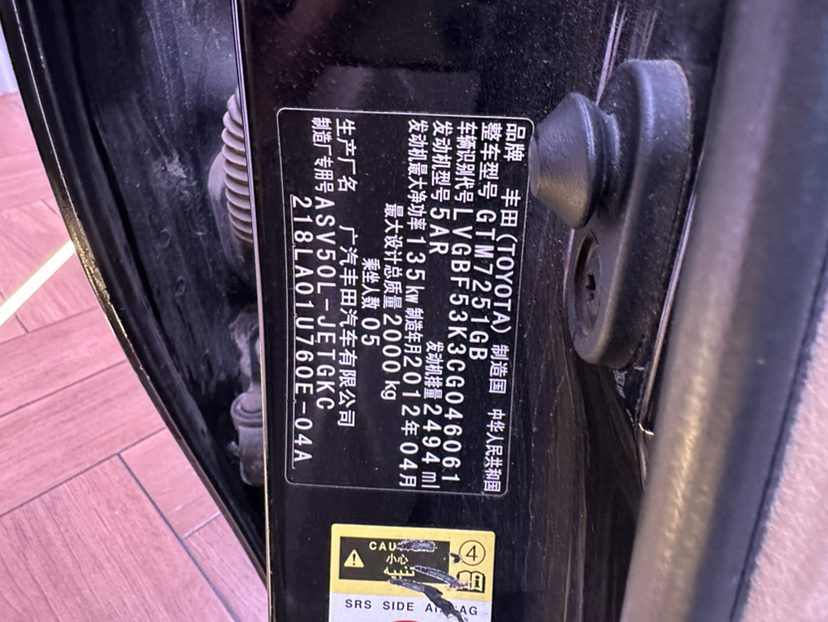 品牌 丰田(TOYOTA) 制造国 中华人民共和国
整车型号 GTM7251GB
车辆识别代号 LVGBF53K3CG046061
发动机型号 5AR 发动机排量 2494 ml
发动机最大净功率 135 kw 制造年月 2012年04月
最大设计总质量 2000 kg
乘坐人数 05
生产厂名 广汽丰田汽车有限公司
制造厂专用号 ASV50L-JETGKC
218LA01U760E-04A
④
小心
SRS SIDE